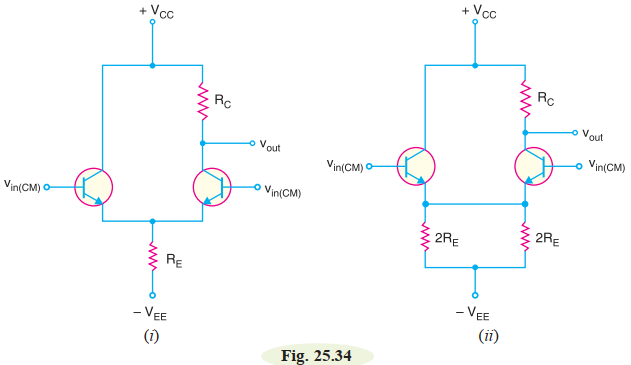 + VCC
RC
vout
vin(CM)
vin(CM)
RE
– VEE
(i)
+ VCC
RC
vout
vin(CM)
vin(CM)
2RE
2RE
– VEE
(ii)
Fig. 25.34